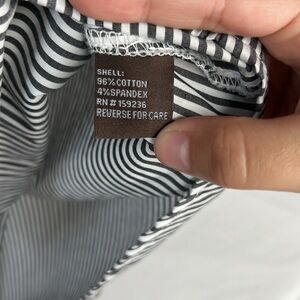 SHELL:
96% COTTON
4% SPANDEX
RN # 159236
REVERSE FOR CARE